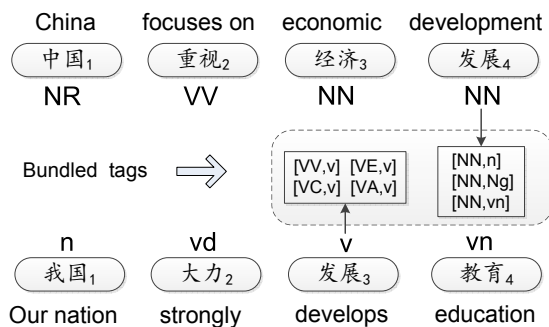 China focuses on economic development
中国1 重视2 经济3 发展4
NR VV NN NN
Bundled tags
[VV,v] [VE,v]
[VC,v] [VA,v]
[NN,n]
[NN,Ng]
[NN,vn]
n vd v vn
我国1 大力2 发展3 教育4
Our nation strongly develops education